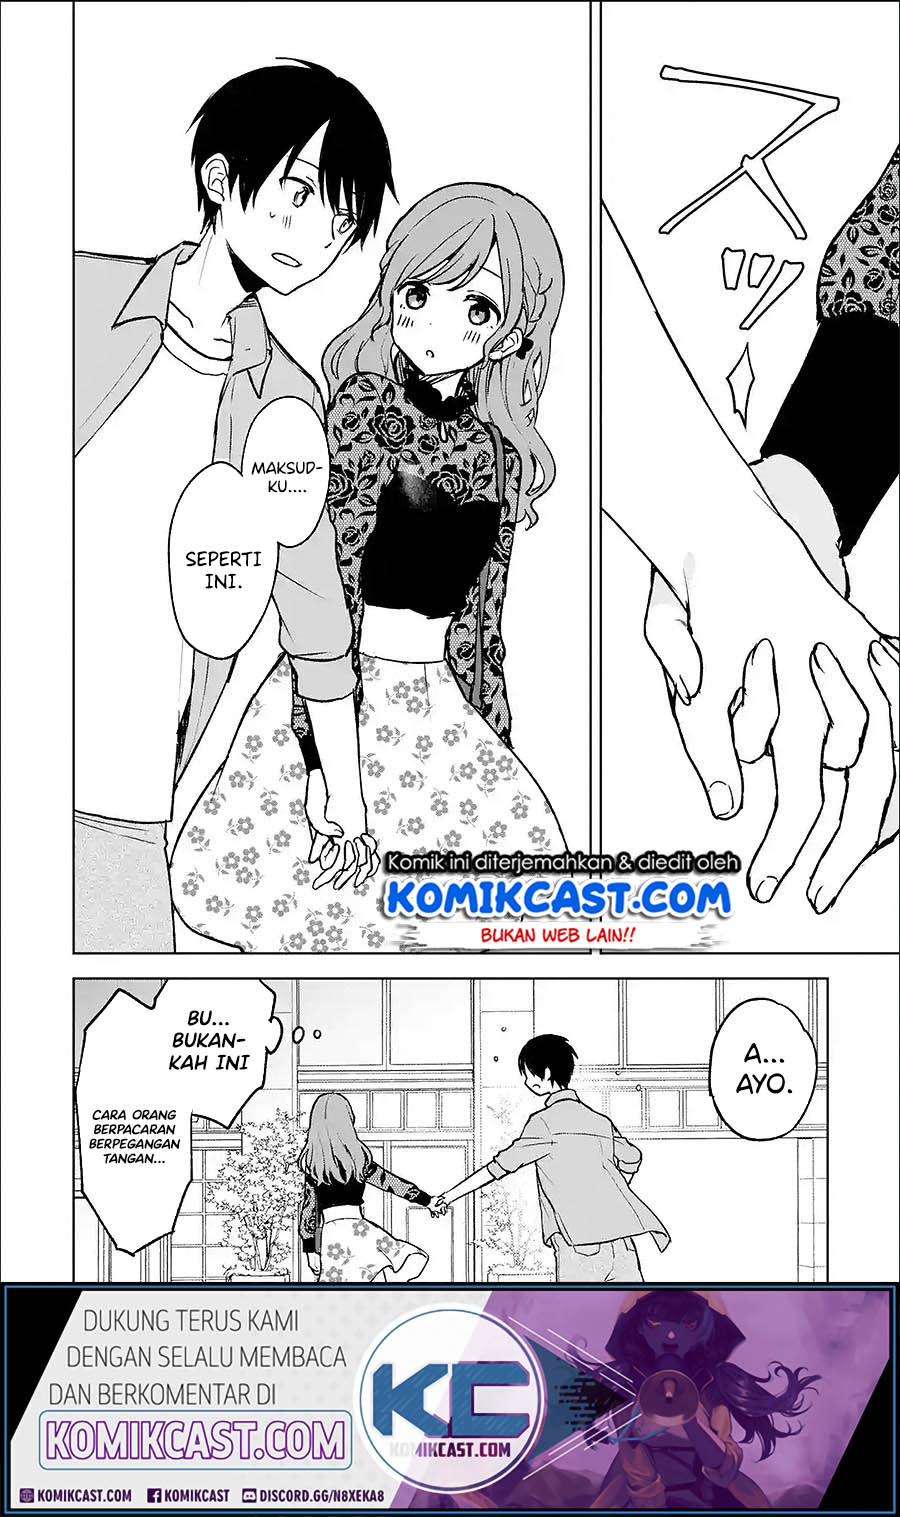 スッ
MAKSUD-
KU....
SEPERTI
INI.
Komik ini diterjemahkan & diedit oleh
KOMIKCAST.COM
BUKAN WEB LAIN!!
A...
AYO.
BU...
BUKAN-
KAH INI
CARA ORANG
BERPACARAN
BERPEGANGAN
TANGAN...
DUKUNG TERUS KAMI
DENGAN SELALU MEMBACA
DAN BERKOMENTAR DI
KOMIKCAST.COM
KC
KOMIKCAST.COM
KOMIKCAST.COM KOMIKCAST DISCORD.GG/N8XEKA8